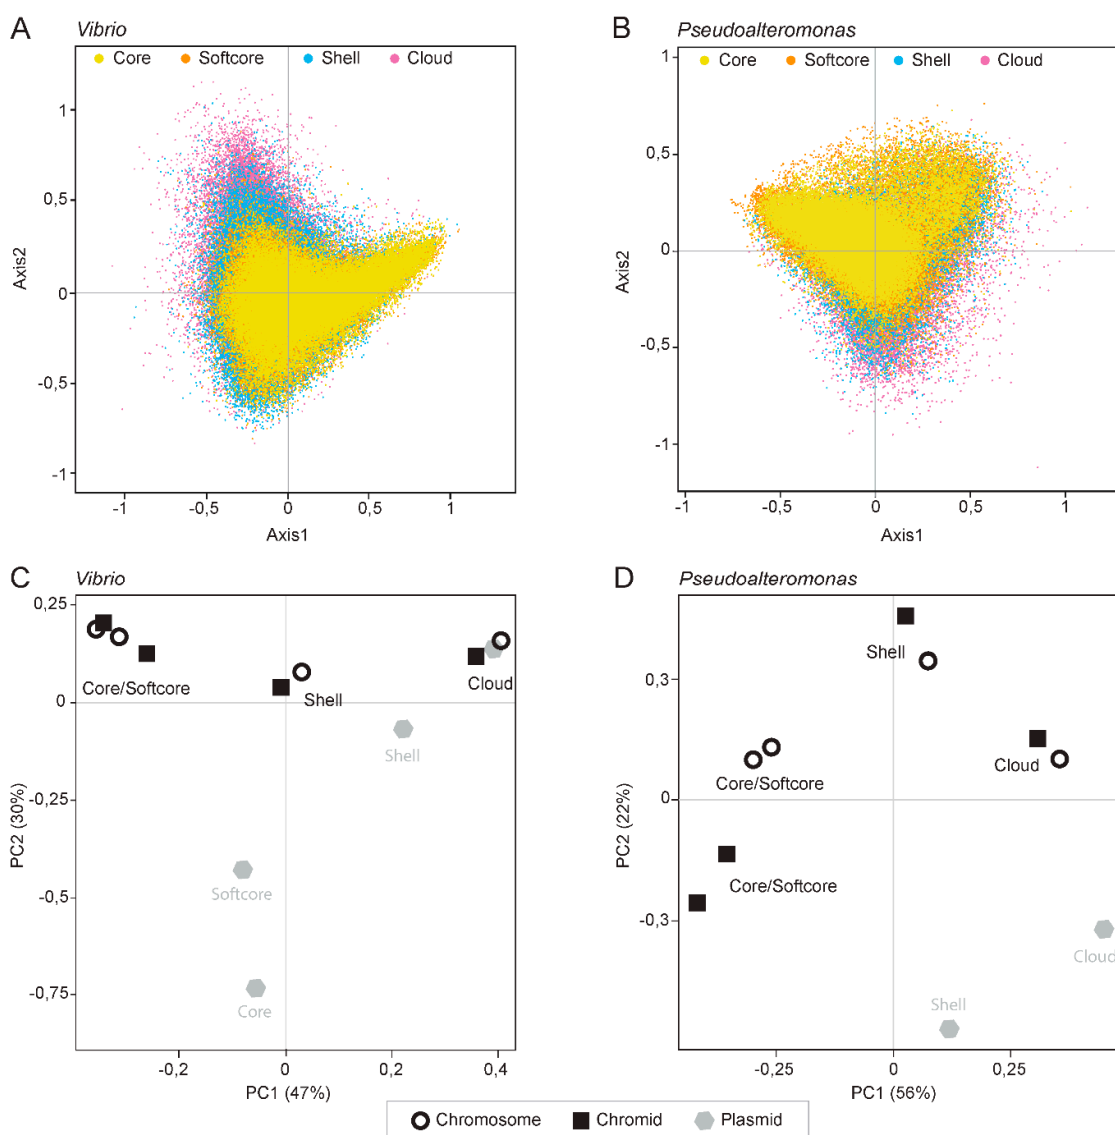 A
Vibrio
Core Softcore Shell Cloud
1
0,5
0
-0,5
-1
Axis2
-1 -0,5 0 0,5 1
Axis1
B
Pseudoalteromonas
Core Softcore Shell Cloud
1
0,5
0
-0,5
-1
Axis2
-1 -0,5 0 0,5 1
Axis1
C
Vibrio
0,25
0
-0,25
-0,5
-0,75
PC2 (30%)
Core/Softcore
Shell
Cloud
Shell
Softcore
Core
-0,2 0 0,2 0,4
PC1 (47%)
D
Pseudoalteromonas
0,3
0
-0,3
PC2 (22%)
Shell
Cloud
Core/Softcore
Core/Softcore
Cloud
Shell
-0,25 0 0,25
PC1 (56%)
Chromosome Chromid Plasmid